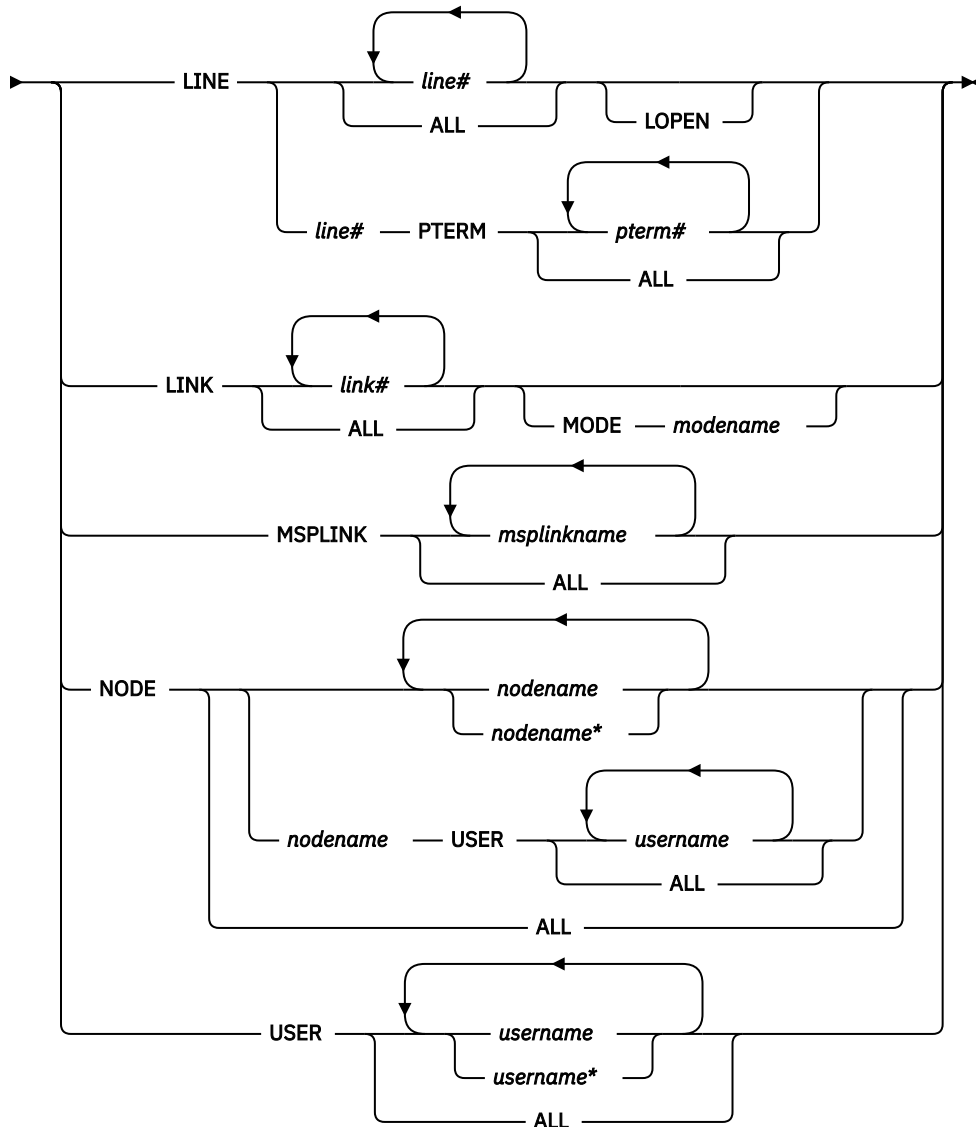 LINE line#
ALL LOPEN
line# PTERM pterm#
ALL
LINK link#
ALL MODE modename
MSPLINK msplinkname
ALL
NODE nodename
nodename*
nodename USER username
ALL
ALL
USER username
username*
ALL